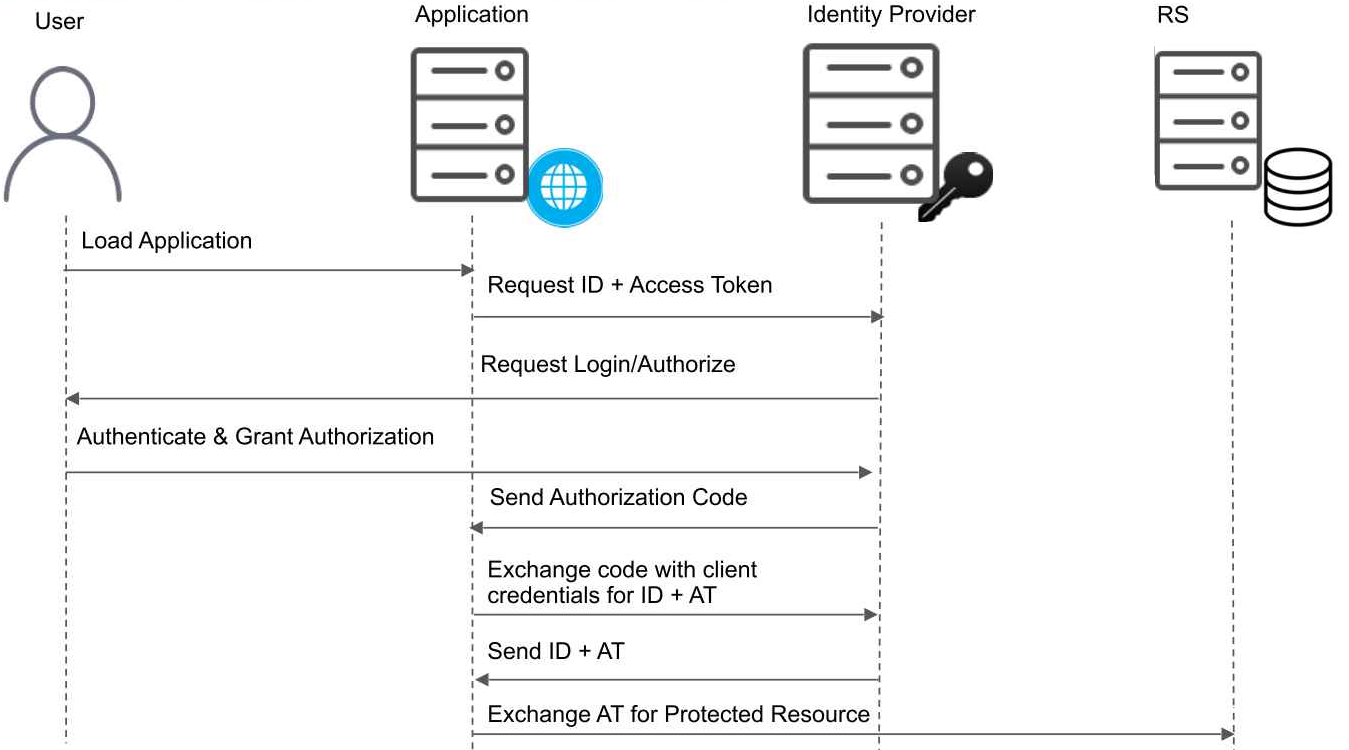 User
Application
Identity Provider
RS
Load Application
Request ID + Access Token
Request Login/Authorize
Authenticate & Grant Authorization
Send Authorization Code
Exchange code with client
credentials for ID + AT
Send ID + AT
Exchange AT for Protected Resource